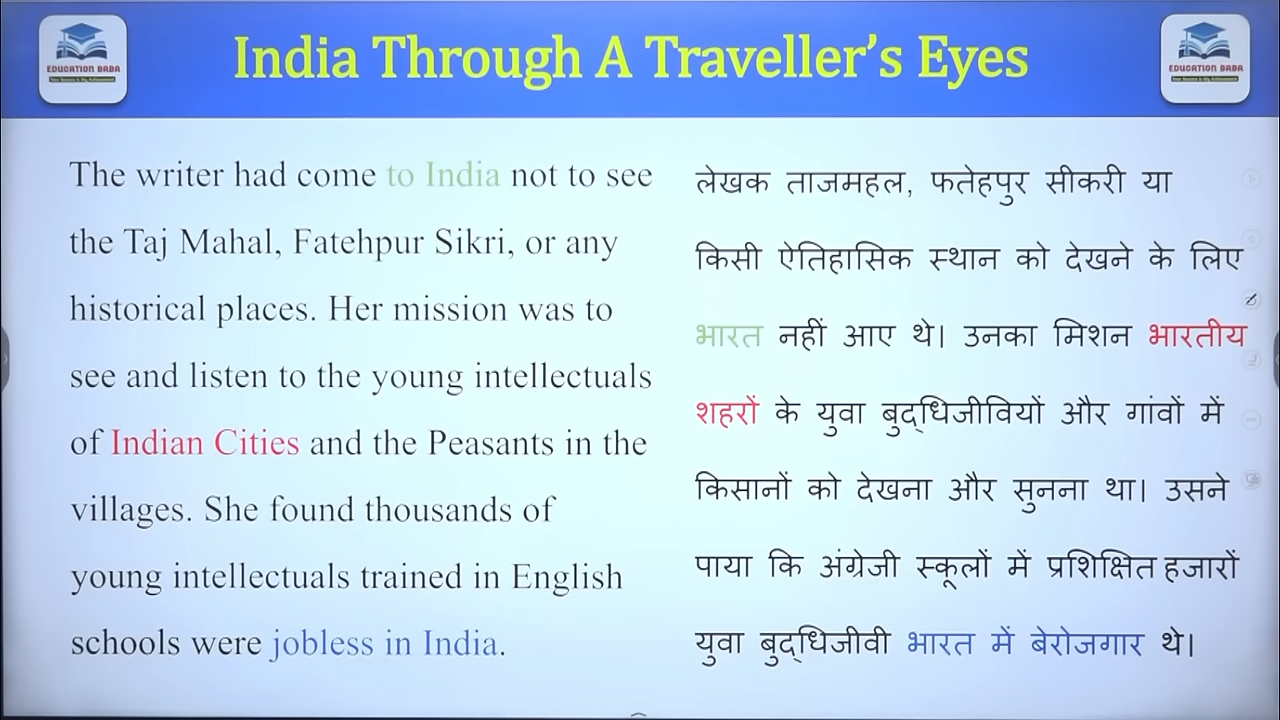 India Through A Traveller’s Eyes
EDUCATION BABA
EDUCATION BABA
The writer had come to India not to see
the Taj Mahal, Fatehpur Sikri, or any
historical places. Her mission was to
see and listen to the young intellectuals
of Indian Cities and the Peasants in the
villages. She found thousands of
young intellectuals trained in English
schools were jobless in India.
लेखक ताजमहल, फतेहपुर सीकरी या
किसी ऐतिहासिक स्थान को देखने के लिए
भारत नहीं आए थे। उनका मिशन भारतीय
शहरों के युवा बुद्धिजीवियों और गांवों में
किसानों को देखना और सुनना था। उसने
पाया कि अंग्रेजी स्कूलों में प्रशिक्षित हजारों
युवा बुद्धिजीवी भारत में बेरोजगार थे।